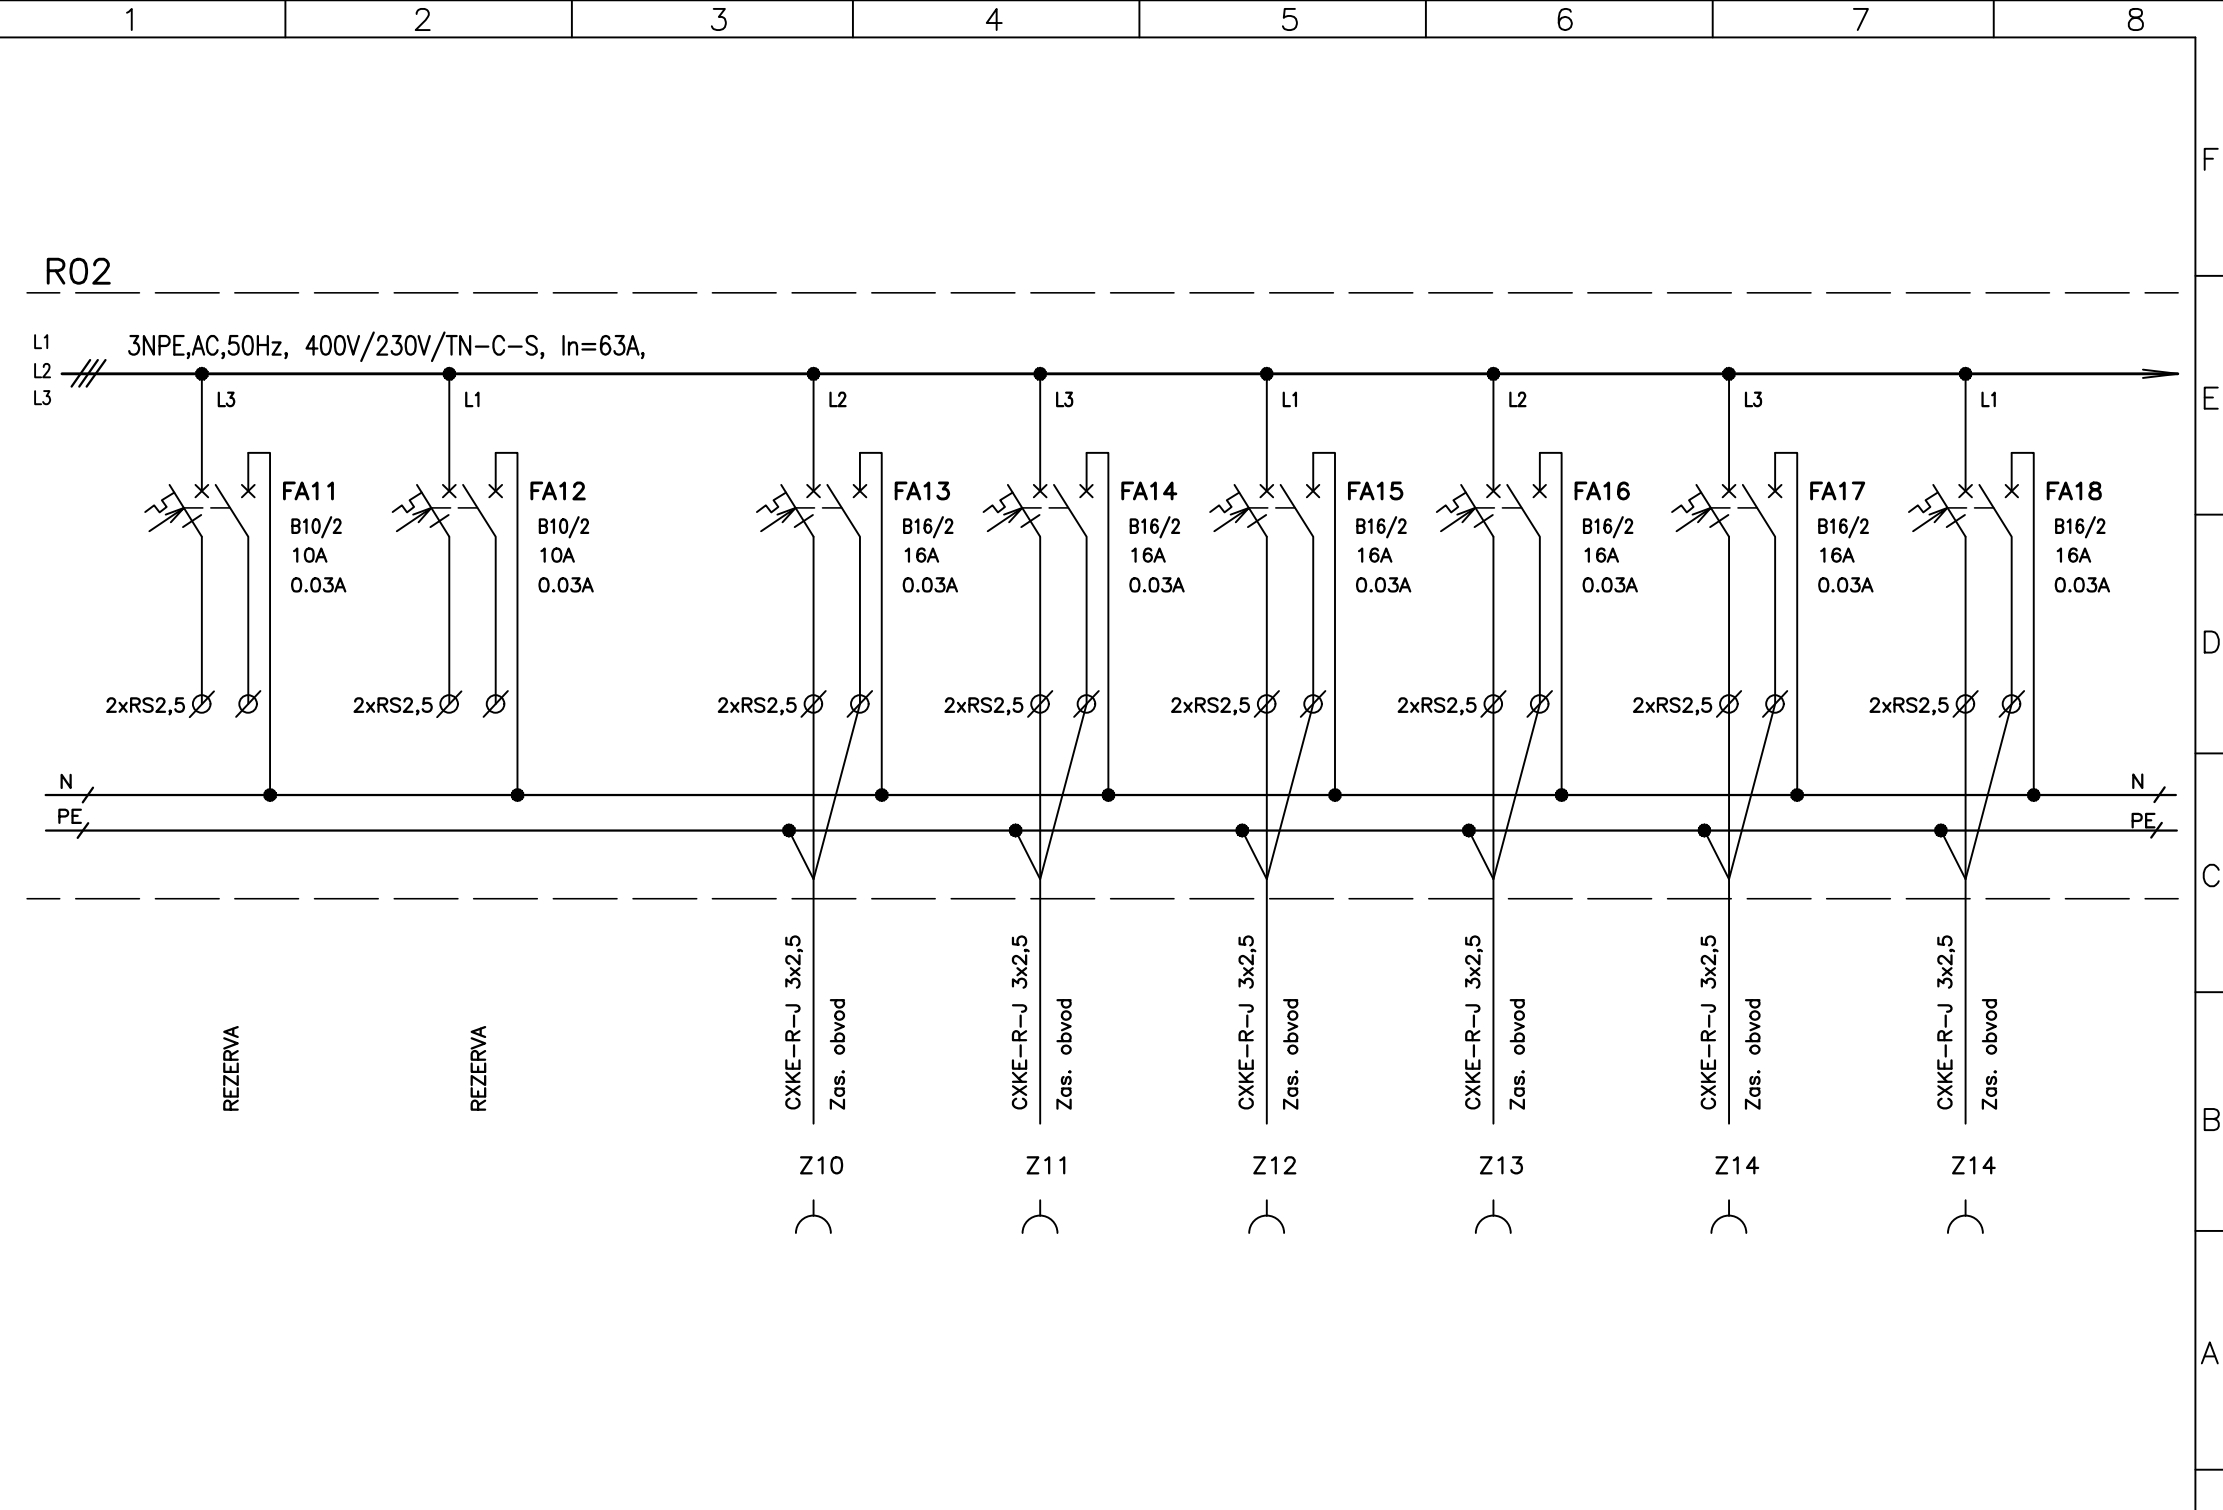 1 2 3 4 5 6 7 8
F
R02
L1
3NPE,AC,50Hz, 400V/230V/TN-C-S, In=63A,
L2
L3
L3 L1 L2 L3 L1 L2 L3 L1
E
FA11 FA12 FA13 FA14 FA15 FA16 FA17 FA18
B10/2 B10/2 B16/2 B16/2 B16/2 B16/2 B16/2 B16/2
10A 10A 16A 16A 16A 16A 16A 16A
0.03A 0.03A 0.03A 0.03A 0.03A 0.03A 0.03A 0.03A
D
2xRS2,5 2xRS2,5 2xRS2,5 2xRS2,5 2xRS2,5 2xRS2,5 2xRS2,5 2xRS2,5
N N
PE PE
C
REZERVA
REZERVA
CXKE-R-J 3x2,5
Zas. obvod
CXKE-R-J 3x2,5
Zas. obvod
CXKE-R-J 3x2,5
Zas. obvod
CXKE-R-J 3x2,5
Zas. obvod
CXKE-R-J 3x2,5
Zas. obvod
CXKE-R-J 3x2,5
Zas. obvod
B
Z10 Z11 Z12 Z13 Z14 Z14
A